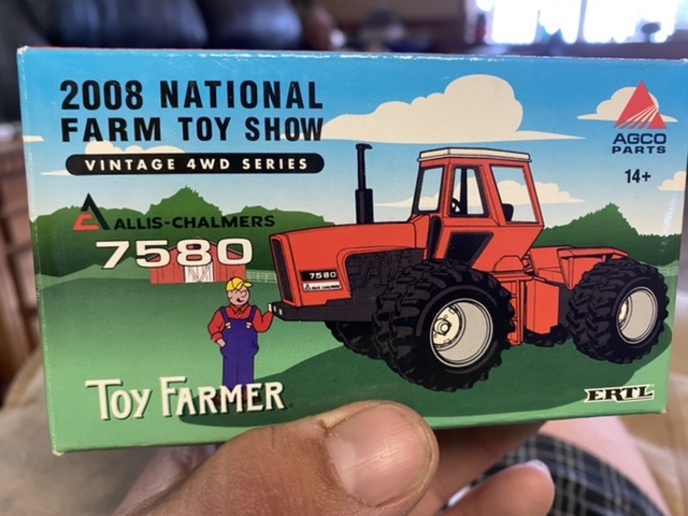 2008 NATIONAL
FARM TOY SHOW
VINTAGE 4WD SERIES
AGCO
PARTS
14+
ALLIS-CHALMERS
7580
7580
ALLIS-CHALMERS
TOY FARMER
ERTL